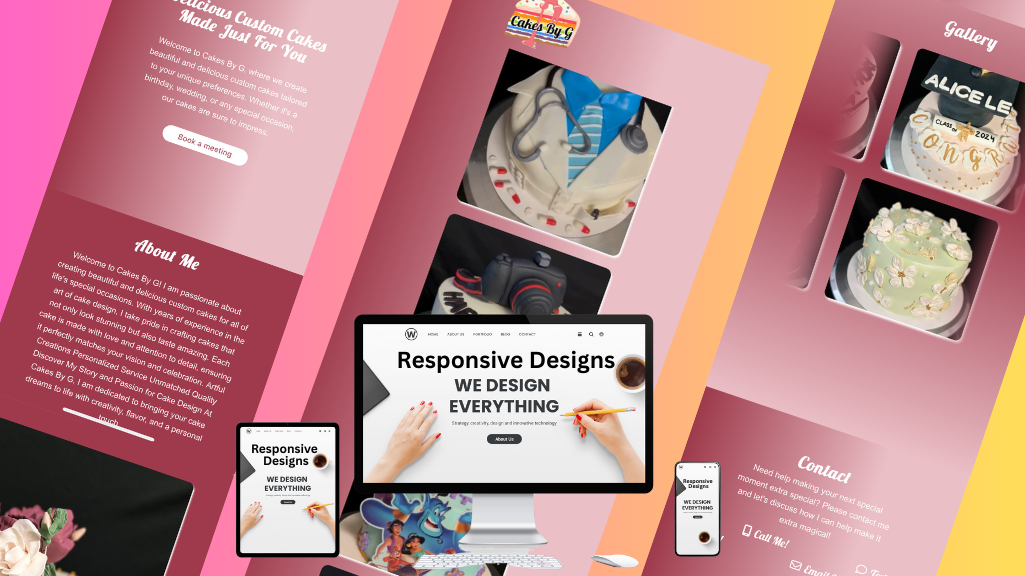 Delicious Custom Cakes
Made Just For You
Welcome to Cakes By G. where we create
beautiful and delicious custom cakes tailored
to your unique preferences. Whether it's a
birthday, wedding, or any special occasion,
our cakes are sure to impress.
Book a meeting
About Me
Welcome to Cakes By G! I am passionate about
creating beautiful and delicious custom cakes for all of
life's special occasions. With years of experience in the
art of cake design, I take pride in crafting cakes that
not only look stunning but also taste amazing. Each
cake is made with love and attention to detail, ensuring
it perfectly matches your vision and celebration. Artful
Creations Personalized Service Unmatched Quality
Discover My Story and Passion for Cake Design At
Cakes By G, I am dedicated to bringing your cake
dreams to life with creativity, flavor, and a personal
touch.
Cakes By G
Gallery
ALICE LE
CLASS OF 2024
CONGR
Contact
Need help making your next special
moment extra special? Please contact me
and let's discuss how I can help make it
extra magical!
Call Me!
Email
W
HOME ABOUT US PORTFOLIO BLOG CONTACT
Responsive Designs
WE DESIGN
EVERYTHING
Strategy creativity, design and innovative technology
About Us
Responsive
Designs
WE DESIGN
EVERYTHING
Responsive
Designs
WE DESIGN
EVERYTHING